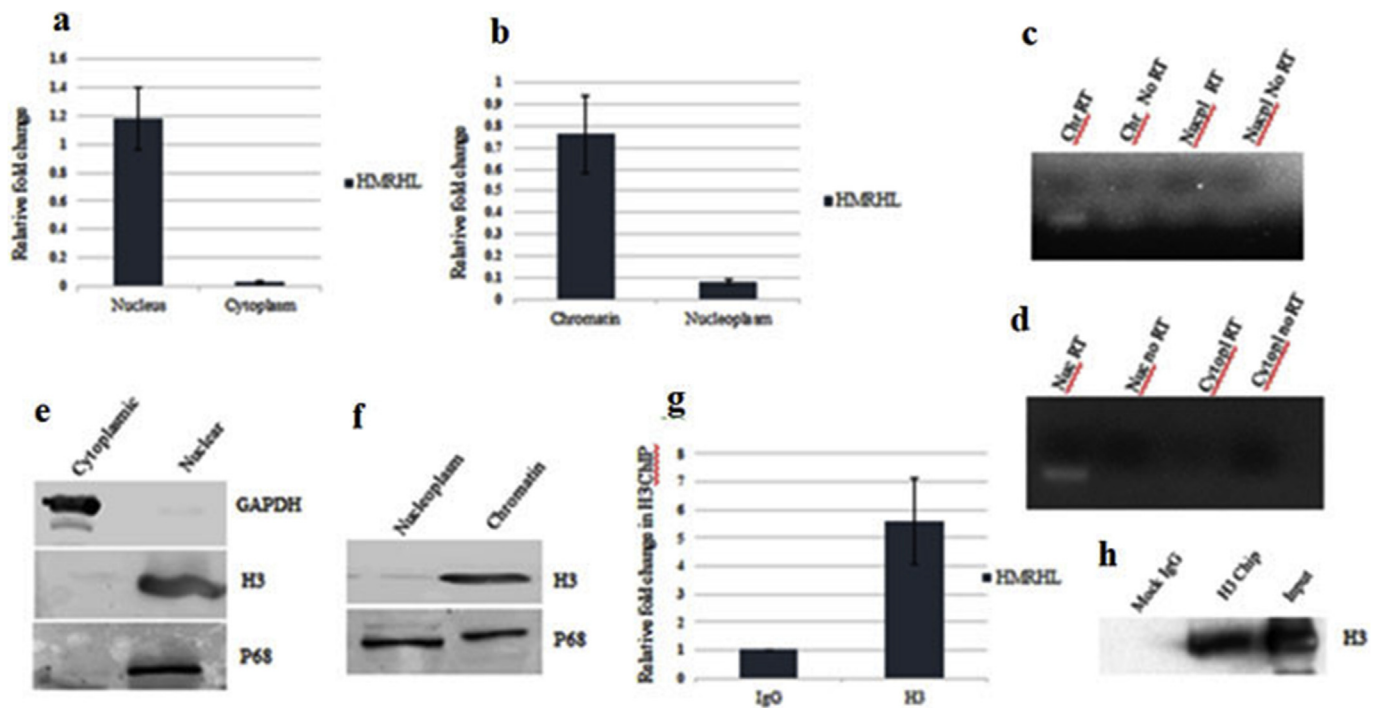 a
Relative fold change
1.6
1.4
1.2
1
0.8
0.6
0.4
0.2
0
Nucleus Cytoplasm
HMRHL
b
Relative fold change
1
0.9
0.8
0.7
0.6
0.5
0.4
0.3
0.2
0.1
0
Chromatin Nucleoplasm
HMRHL
c
Chr RT
Chr No RT
Nucpl RT
Nucpl No RT
d
Nuc RT
Nuc no RT
Cytopl RT
Cytopl no RT
e
Cytoplasmic
Nuclear
GAPDH
H3
P68
f
Nucleoplasm
Chromatin
H3
P68
g
Relative fold change in H3ChIP
8
7
6
5
4
3
2
1
0
IgG H3
HMRHL
h
Mock IgG
H3 Chip
Input
H3